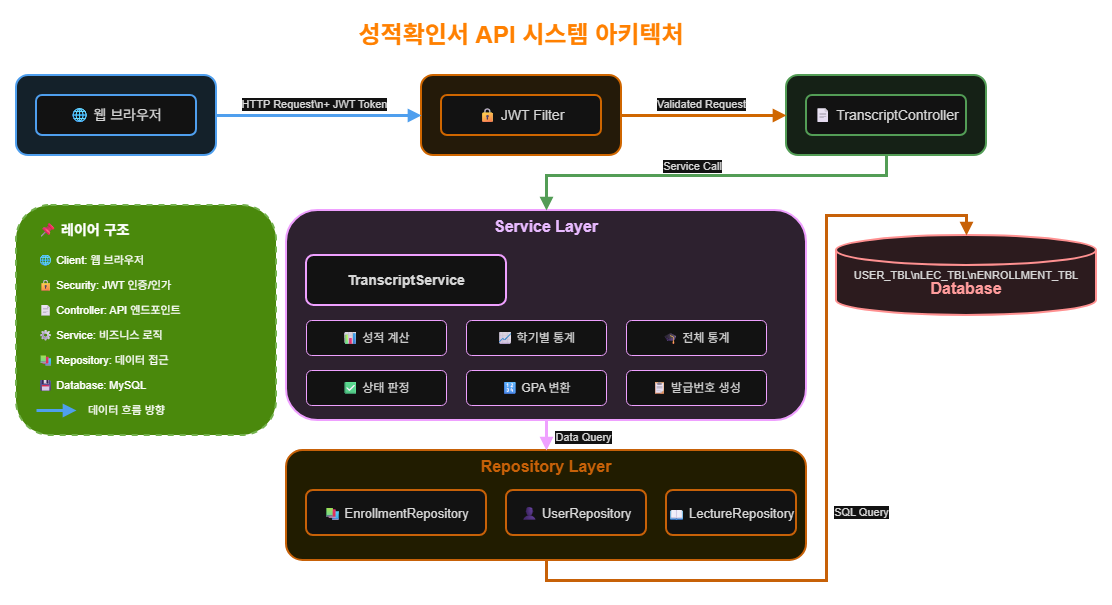 성적확인서 API 시스템 아키텍처
🌐 웹 브라우저
HTTP Request\n+ JWT Token
🔒 JWT Filter
Validated Request
📄 TranscriptController
Service Call
📌 레이어 구조
🌐 Client: 웹 브라우저
🔒 Security: JWT 인증/인가
📄 Controller: API 엔드포인트
⚙️ Service: 비즈니스 로직
📚 Repository: 데이터 접근
💾 Database: MySQL
데이터 흐름 방향
Service Layer
TranscriptService
📊 성적 계산
📈 학기별 통계
🎓 전체 통계
✅ 상태 판정
🔢 GPA 변환
📋 발급번호 생성
USER_TBL\nLEC_TBL\nENROLLMENT_TBL
Database
Data Query
Repository Layer
📚 EnrollmentRepository
👤 UserRepository
📖 LectureRepository
SQL Query